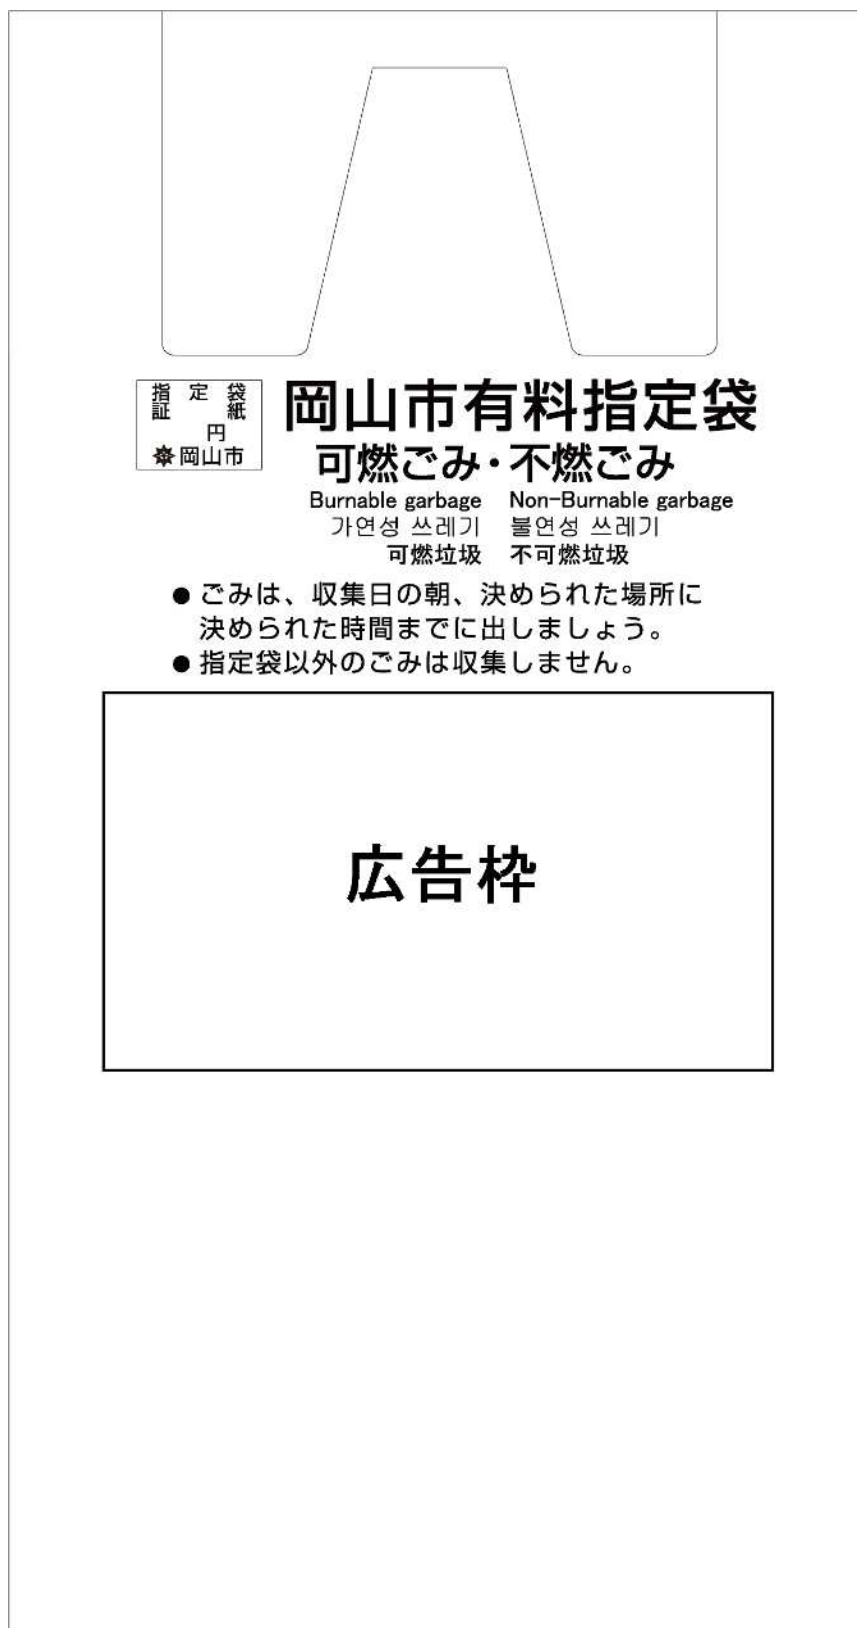 指定袋
証紙
円
岡山市
岡山市有料指定袋
可燃ごみ・不燃ごみ
Burnable garbage Non-Burnable garbage
가연성 쓰레기 불연성 쓰레기
可燃垃圾 不可燃垃圾
● ごみは、収集日の朝、決められた場所に
決められた時間までに出しましょう。
● 指定袋以外のごみは収集しません。
広告枠